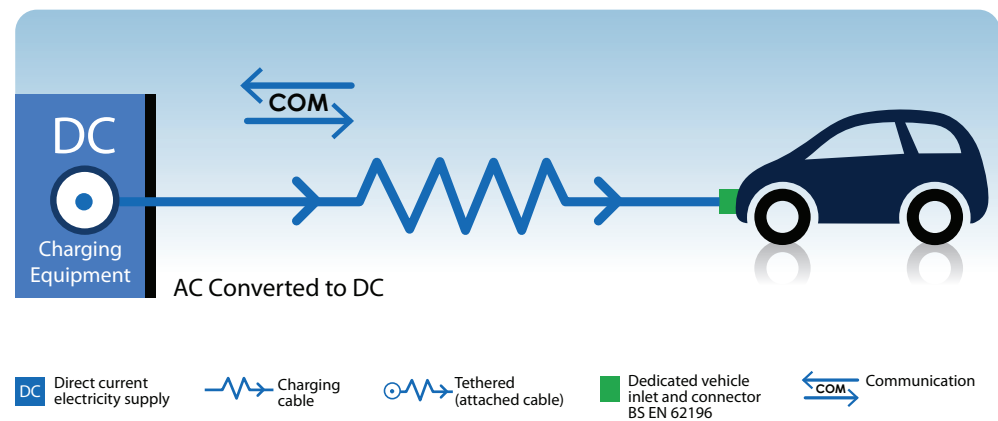 COM
DC
Charging
Equipment
AC Converted to DC
DC
Direct current
electricity supply
Charging
cable
Tethered
(attached cable)
Dedicated vehicle
inlet and connector
BS EN 62196
COM
Communication